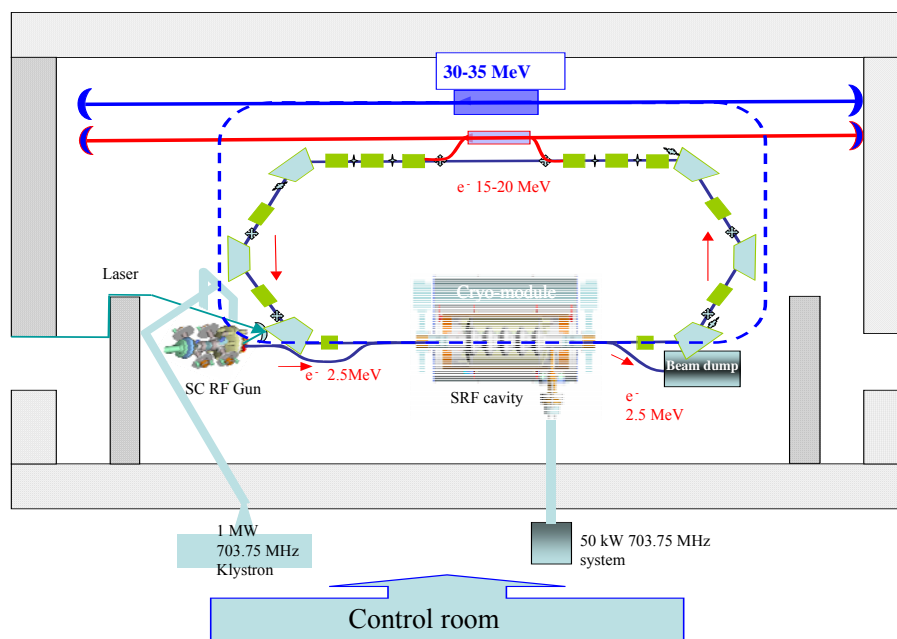 30-35 MeV
e- 15-20 MeV
Laser
Cryo-module
SC RF Gun
e- 2.5MeV
SRF cavity
Beam dump
e-
2.5 MeV
1 MW
703.75 MHz
Klystron
50 kW 703.75 MHz
system
Control room